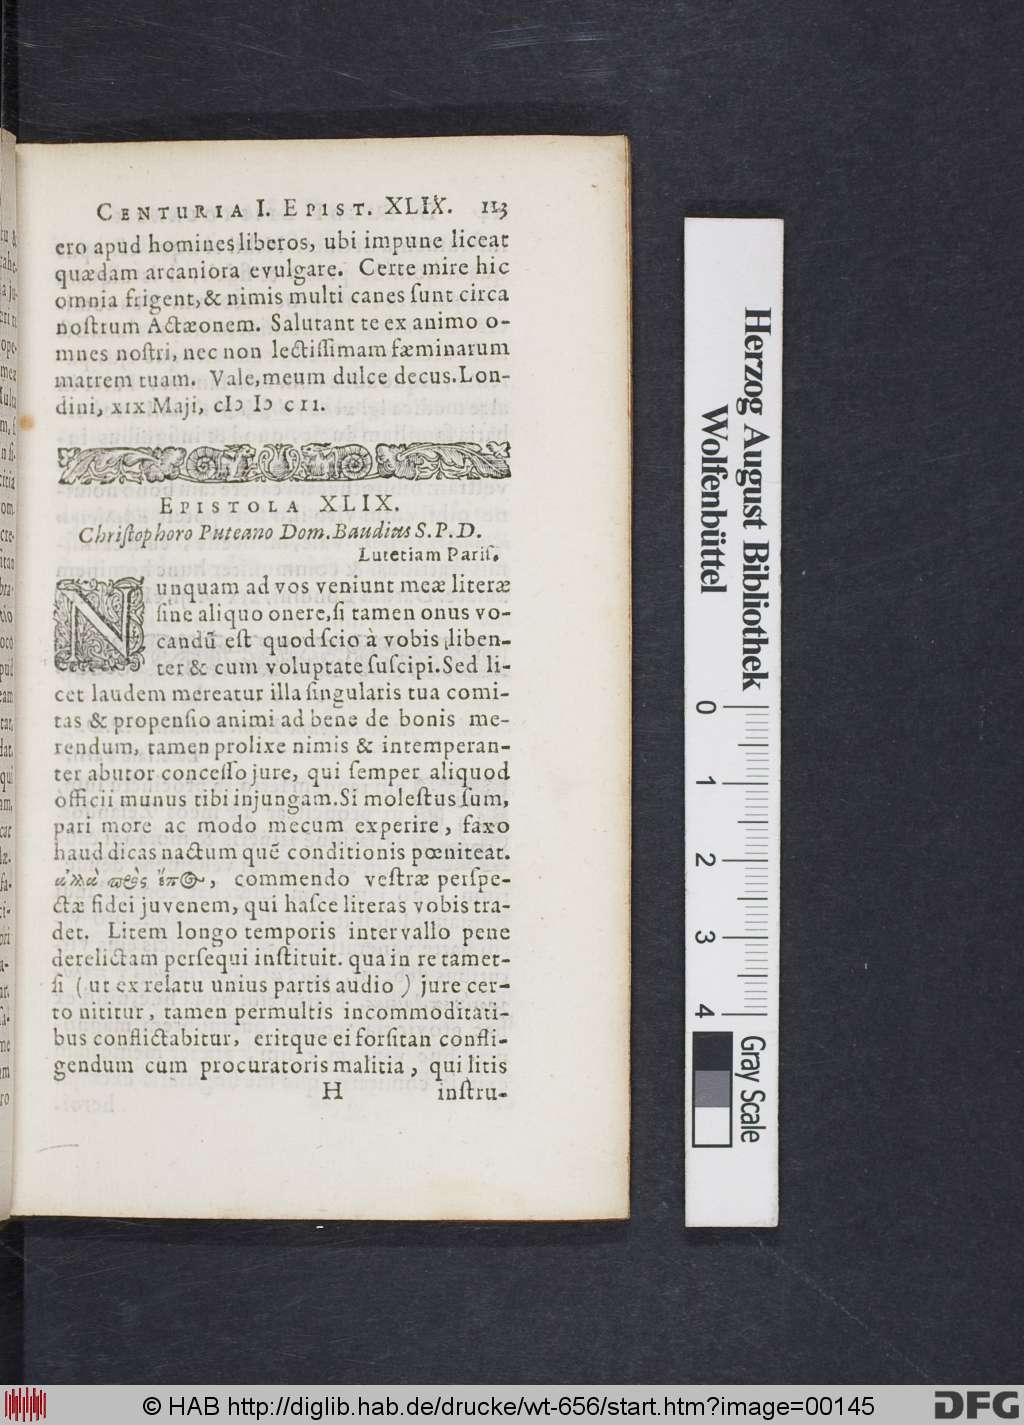 CENTURIA I. EPIST. XLIX. 113
ero apud homines liberos, ubi impune liceat
quædam arcaniora evulgare. Certe mire hic
omnia frigent, & nimis multi canes ſunt circa
noſtrum Actæonem. Salutant te ex animo o-
mnes noſtri, nec non lectiſſimam fæminarum
matrem tuam. Vale, meum dulce decus. Lon-
dini, XIX Maji, cIↄ Iↄ cII.
EPISTOLA XLIX.
Chriſtophoro Puteano Dom. Baudius S. P. D.
Lutetiam Pariſ.
Nunquam ad vos veniunt meæ literæ
ſine aliquo onere, ſi tamen onus vo-
candū eſt quod ſcio à vobis liben-
ter & cum voluptate ſuſcipi. Sed li-
cet laudem mereatur illa ſingularis tua comi-
tas & propenſio animi ad bene de bonis me-
rendum, tamen prolixe nimis & intemperan-
ter abutor conceſſo jure, qui ſemper aliquod
officii munus tibi injungam. Si moleſtus ſum,
pari more ac modo mecum experire, faxo
haud dicas nactum quē conditionis pœniteat.
ἀλλὰ πρὸς ἔπος, commendo veſtræ perſpe-
ctæ fidei juvenem, qui haſce literas vobis tra-
det. Litem longo temporis intervallo pene
derelictam perſequi inſtituit. qua in re tamet-
ſi (ut ex relatu unius partis audio) jure cer-
to nititur, tamen permultis incommoditati-
bus conflictabitur, eritque ei forſitan confli-
gendum cum procuratoris malitia, qui litis
H inſtru-
Herzog August Bibliothek
Wolfenbüttel
0 1 2 3 4
Gray Scale
© HAB http://diglib.hab.de/drucke/wt-656/start.htm?image=00145
DFG